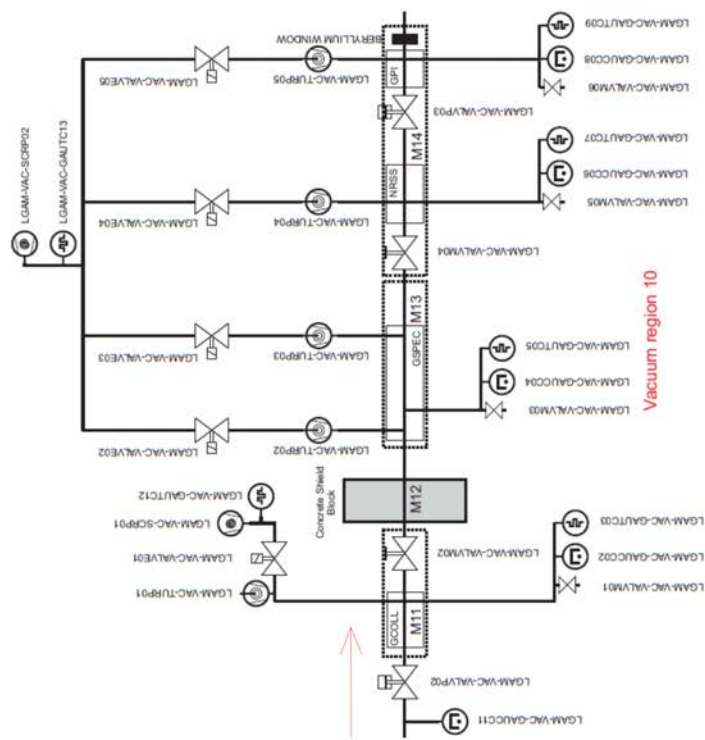 LGAM-VAC-SCRP02
LGAM-VAC-GAUTC13
LGAM-VAC-VALVE02
LGAM-VAC-VALVE03
LGAM-VAC-VALVE04
LGAM-VAC-VALVE05
LGAM-VAC-TURP02
LGAM-VAC-TURP03
LGAM-VAC-TURP04
LGAM-VAC-TURP05
BERYLLIUM WINDOW
LGAM-VAC-GAUTC12
LGAM-VAC-SCRP01
LGAM-VAC-VALVE01
LGAM-VAC-TURP01
Concrete Shield
Block
GCOLL
M11
M12
GSPEC
M13
NRSS
M14
GPI
LGAM-VAC-VALVP02
LGAM-VAC-VALVM02
LGAM-VAC-VALVM04
LGAM-VAC-VALVP03
LGAM-VAC-GAUCC11
LGAM-VAC-GAUTC03
LGAM-VAC-GAUCC02
LGAM-VAC-VALVM01
LGAM-VAC-GAUTC05
LGAM-VAC-GAUCC04
LGAM-VAC-VALVM03
LGAM-VAC-GAUTC07
LGAM-VAC-GAUCC06
LGAM-VAC-VALVM05
LGAM-VAC-GAUTC09
LGAM-VAC-GAUCC08
LGAM-VAC-VALVM06
Vacuum region 10